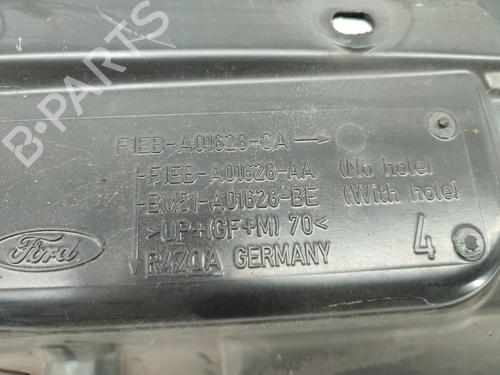 F1EB-A01628-CA
-F1EB-A01628-AA (No hole)
-BM51-A01628-BE (With hole)
>UP+(GF+M) 70<
R4ZQA GERMANY 4
Ford
B-PARTS